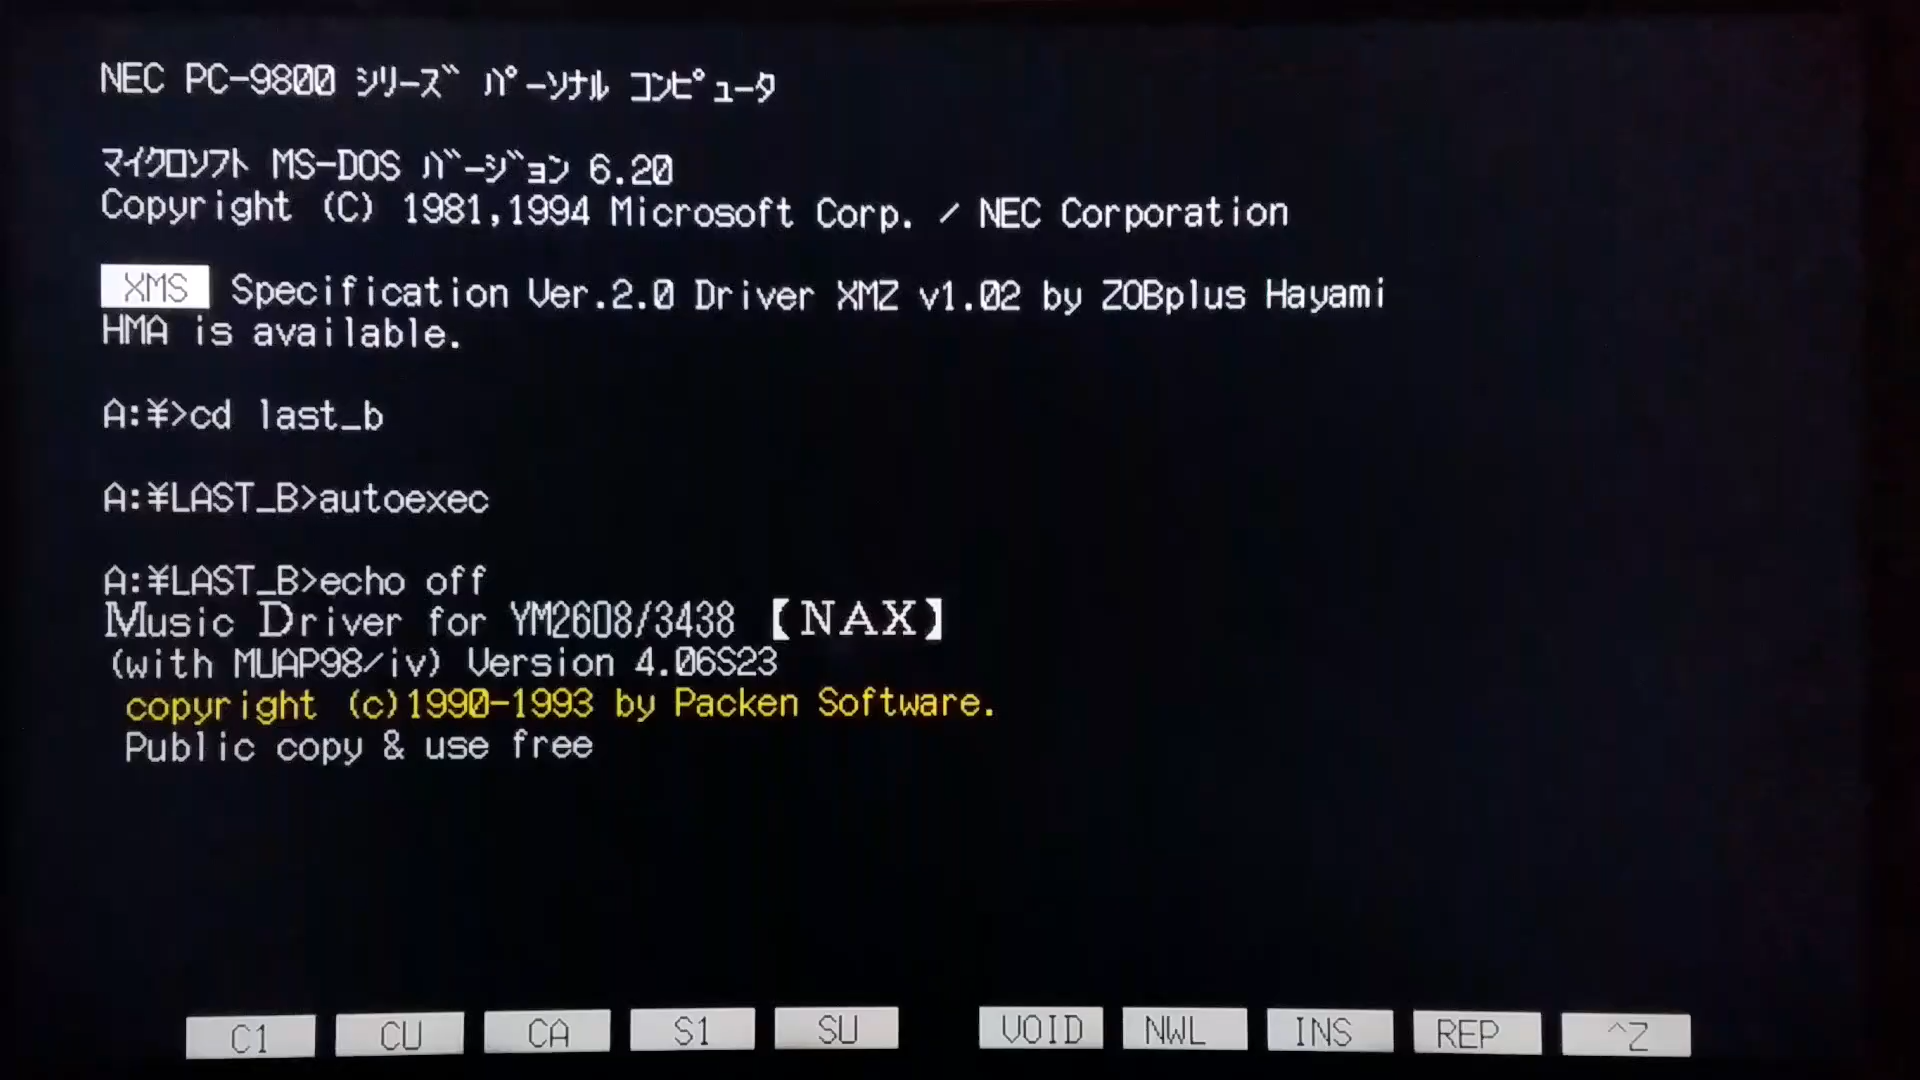 NEC PC-9800 ｼﾘｰｽﾞ ﾊﾟｰｿﾅﾙ ｺﾝﾋﾟｭｰﾀ
ﾏｲｸﾛｿﾌﾄ MS-DOS ﾊﾞｰｼﾞｮﾝ 6.20
Copyright (C) 1981,1994 Microsoft Corp. / NEC Corporation
XMS Specification Ver.2.0 Driver XMZ v1.02 by ZOBplus Hayami
HMA is available.
A:¥>cd last_b
A:¥LAST_B>autoexec
A:¥LAST_B>echo off
Music Driver for YM2608/3438 【NAX】
(with MUAP98/iv) Version 4.06S23
copyright (c)1990-1993 by Packen Software.
Public copy & use free
C1 CU CA S1 SU VOID NWL INS REP ^Z